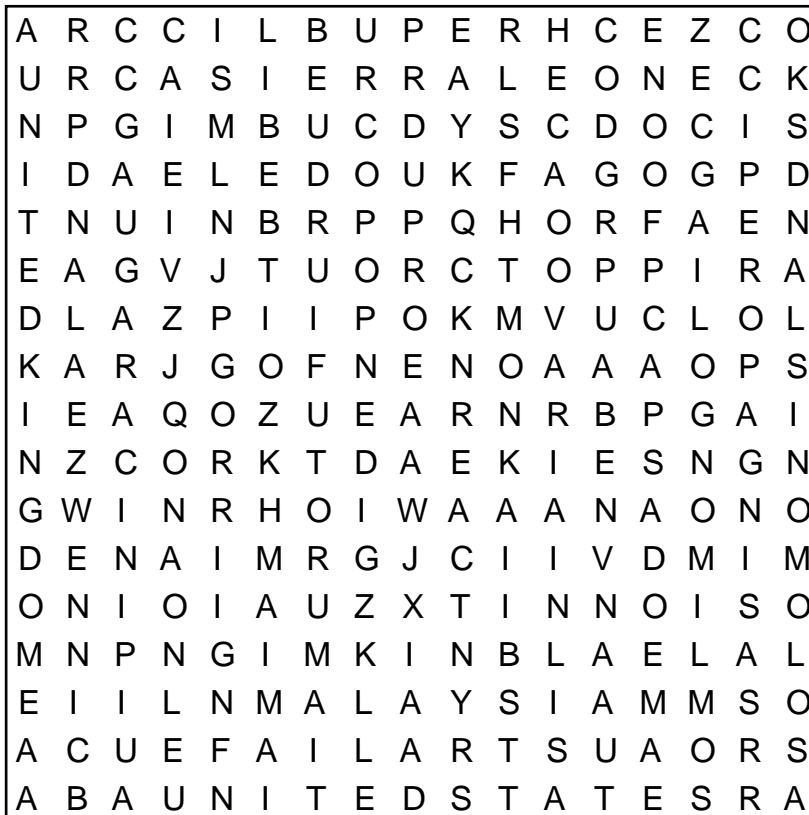 A R C C I L B U P E R H C E Z C O
U R C A S I E R R A L E O N E C K
N P G I M B U C D Y S C D O C I S
I D A E L E D O U K F A G O G P D
T N U I N B R P P Q H O R F A E N
E A G V J T U O R C T O P P I R A
D L A Z P I I P O K M V U C L O L
K A R J G O F N E N O A A A O P S
I E A Q O Z U E A R N R B P G A I
N Z C O R K T D A E K I E S N G N
G W I N R H O I W A A A N A O N O
D E N A I M R G J C I I V D M I M
O N I O I A U Z X T I N N O I S O
M N P N G I M K I N B L A E L A L
E I I L N M A L A Y S I A M M S O
A C U E F A I L A R T S U A O R S
A B A U N I T E D S T A T E S R A